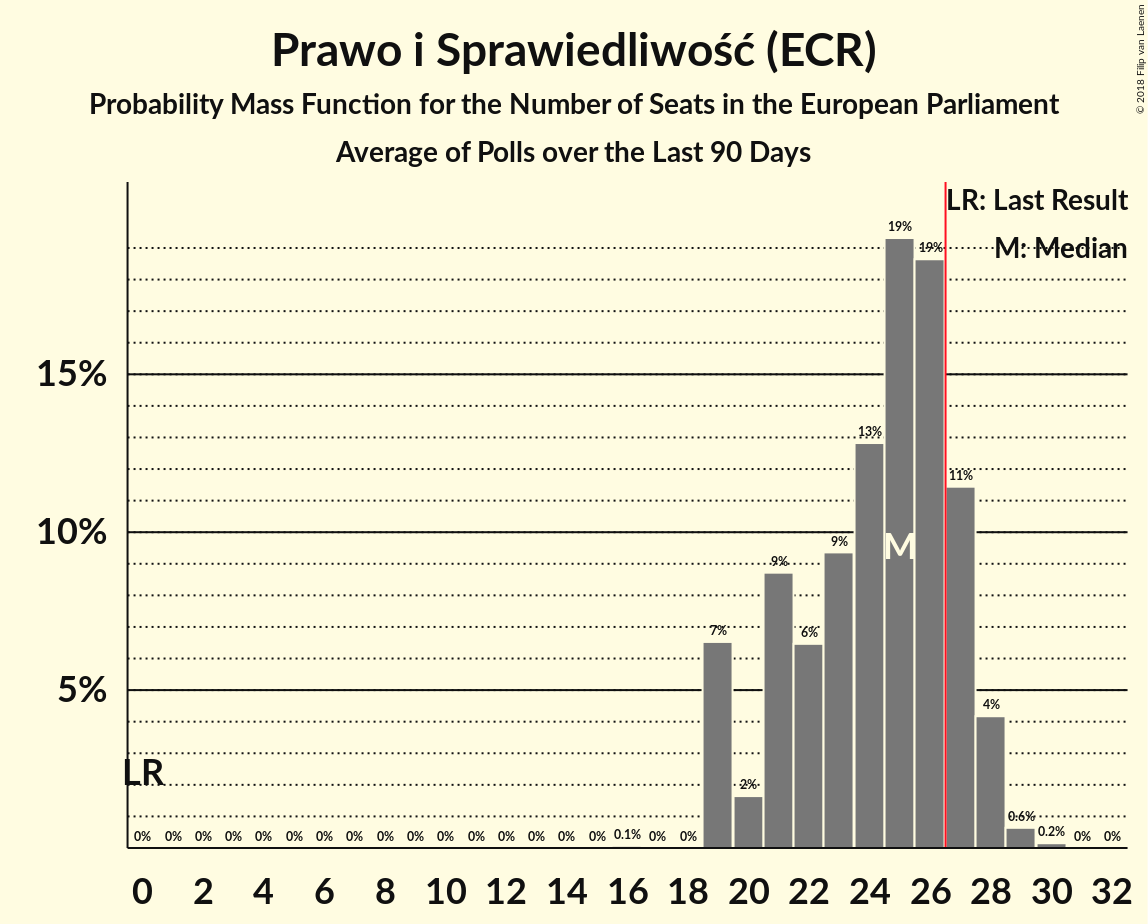 Prawo i Sprawiedliwość (ECR)
Probability Mass Function for the Number of Seats in the European Parliament
Average of Polls over the Last 90 Days
© 2018 Filip van Laenen
LR: Last Result
M: Median
15%
10%
5%
LR
M
0% 0% 0% 0% 0% 0% 0% 0% 0% 0% 0% 0% 0% 0% 0% 0% 0.1% 0% 0% 7% 2% 9% 6% 9% 13% 19% 19% 11% 4% 0.6% 0.2% 0% 0%
0 2 4 6 8 10 12 14 16 18 20 22 24 26 28 30 32